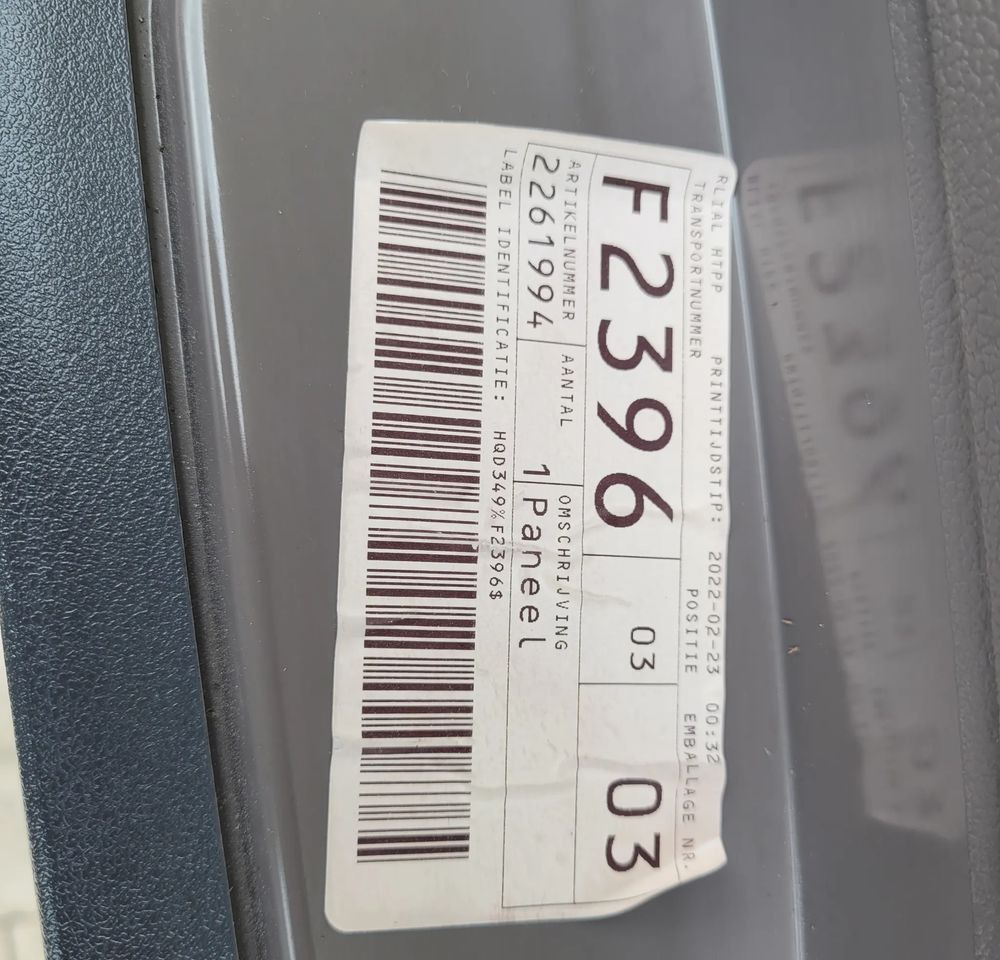 RLIAL HTPP PRINTTIJDSTIP: 2022-02-23 00:32
TRANSPORTNUMMER POSITIE EMBALLAGE NR.
F2396 03 03
ARTIKELNUMMER AANTAL OMSCHRIJVING
2261994 1 Paneel
LABEL IDENTIFICATIE: HQD349%F2396$